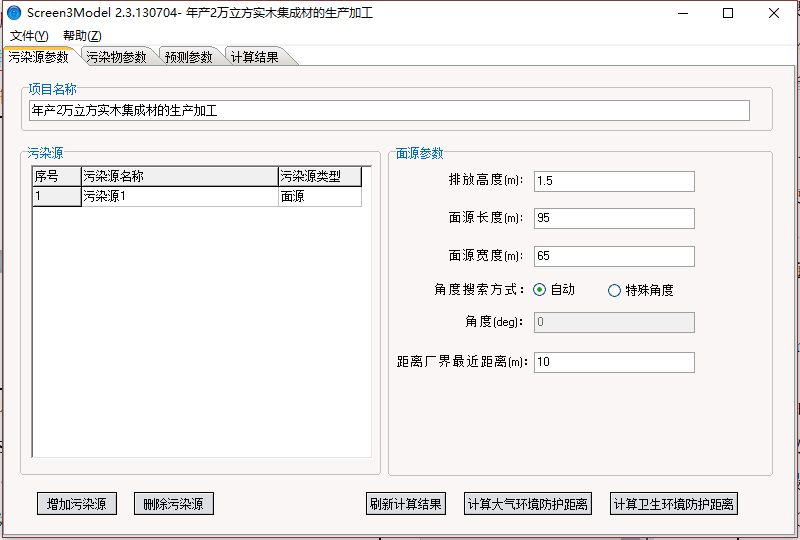 Screen3Model 2.3.130704- 年产2万立方实木集成材的生产加工
文件(Y) 帮助(Z)
污染源参数 污染物参数 预测参数 计算结果
项目名称
年产2万立方实木集成材的生产加工
污染源
序号 污染源名称 污染源类型
1 污染源1 面源
面源参数
排放高度(m): 1.5
面源长度(m): 95
面源宽度(m): 65
角度搜索方式: 自动 特殊角度
角度(deg): 0
距离厂界最近距离(m): 10
增加污染源 删除污染源 刷新计算结果 计算大气环境防护距离 计算卫生环境防护距离